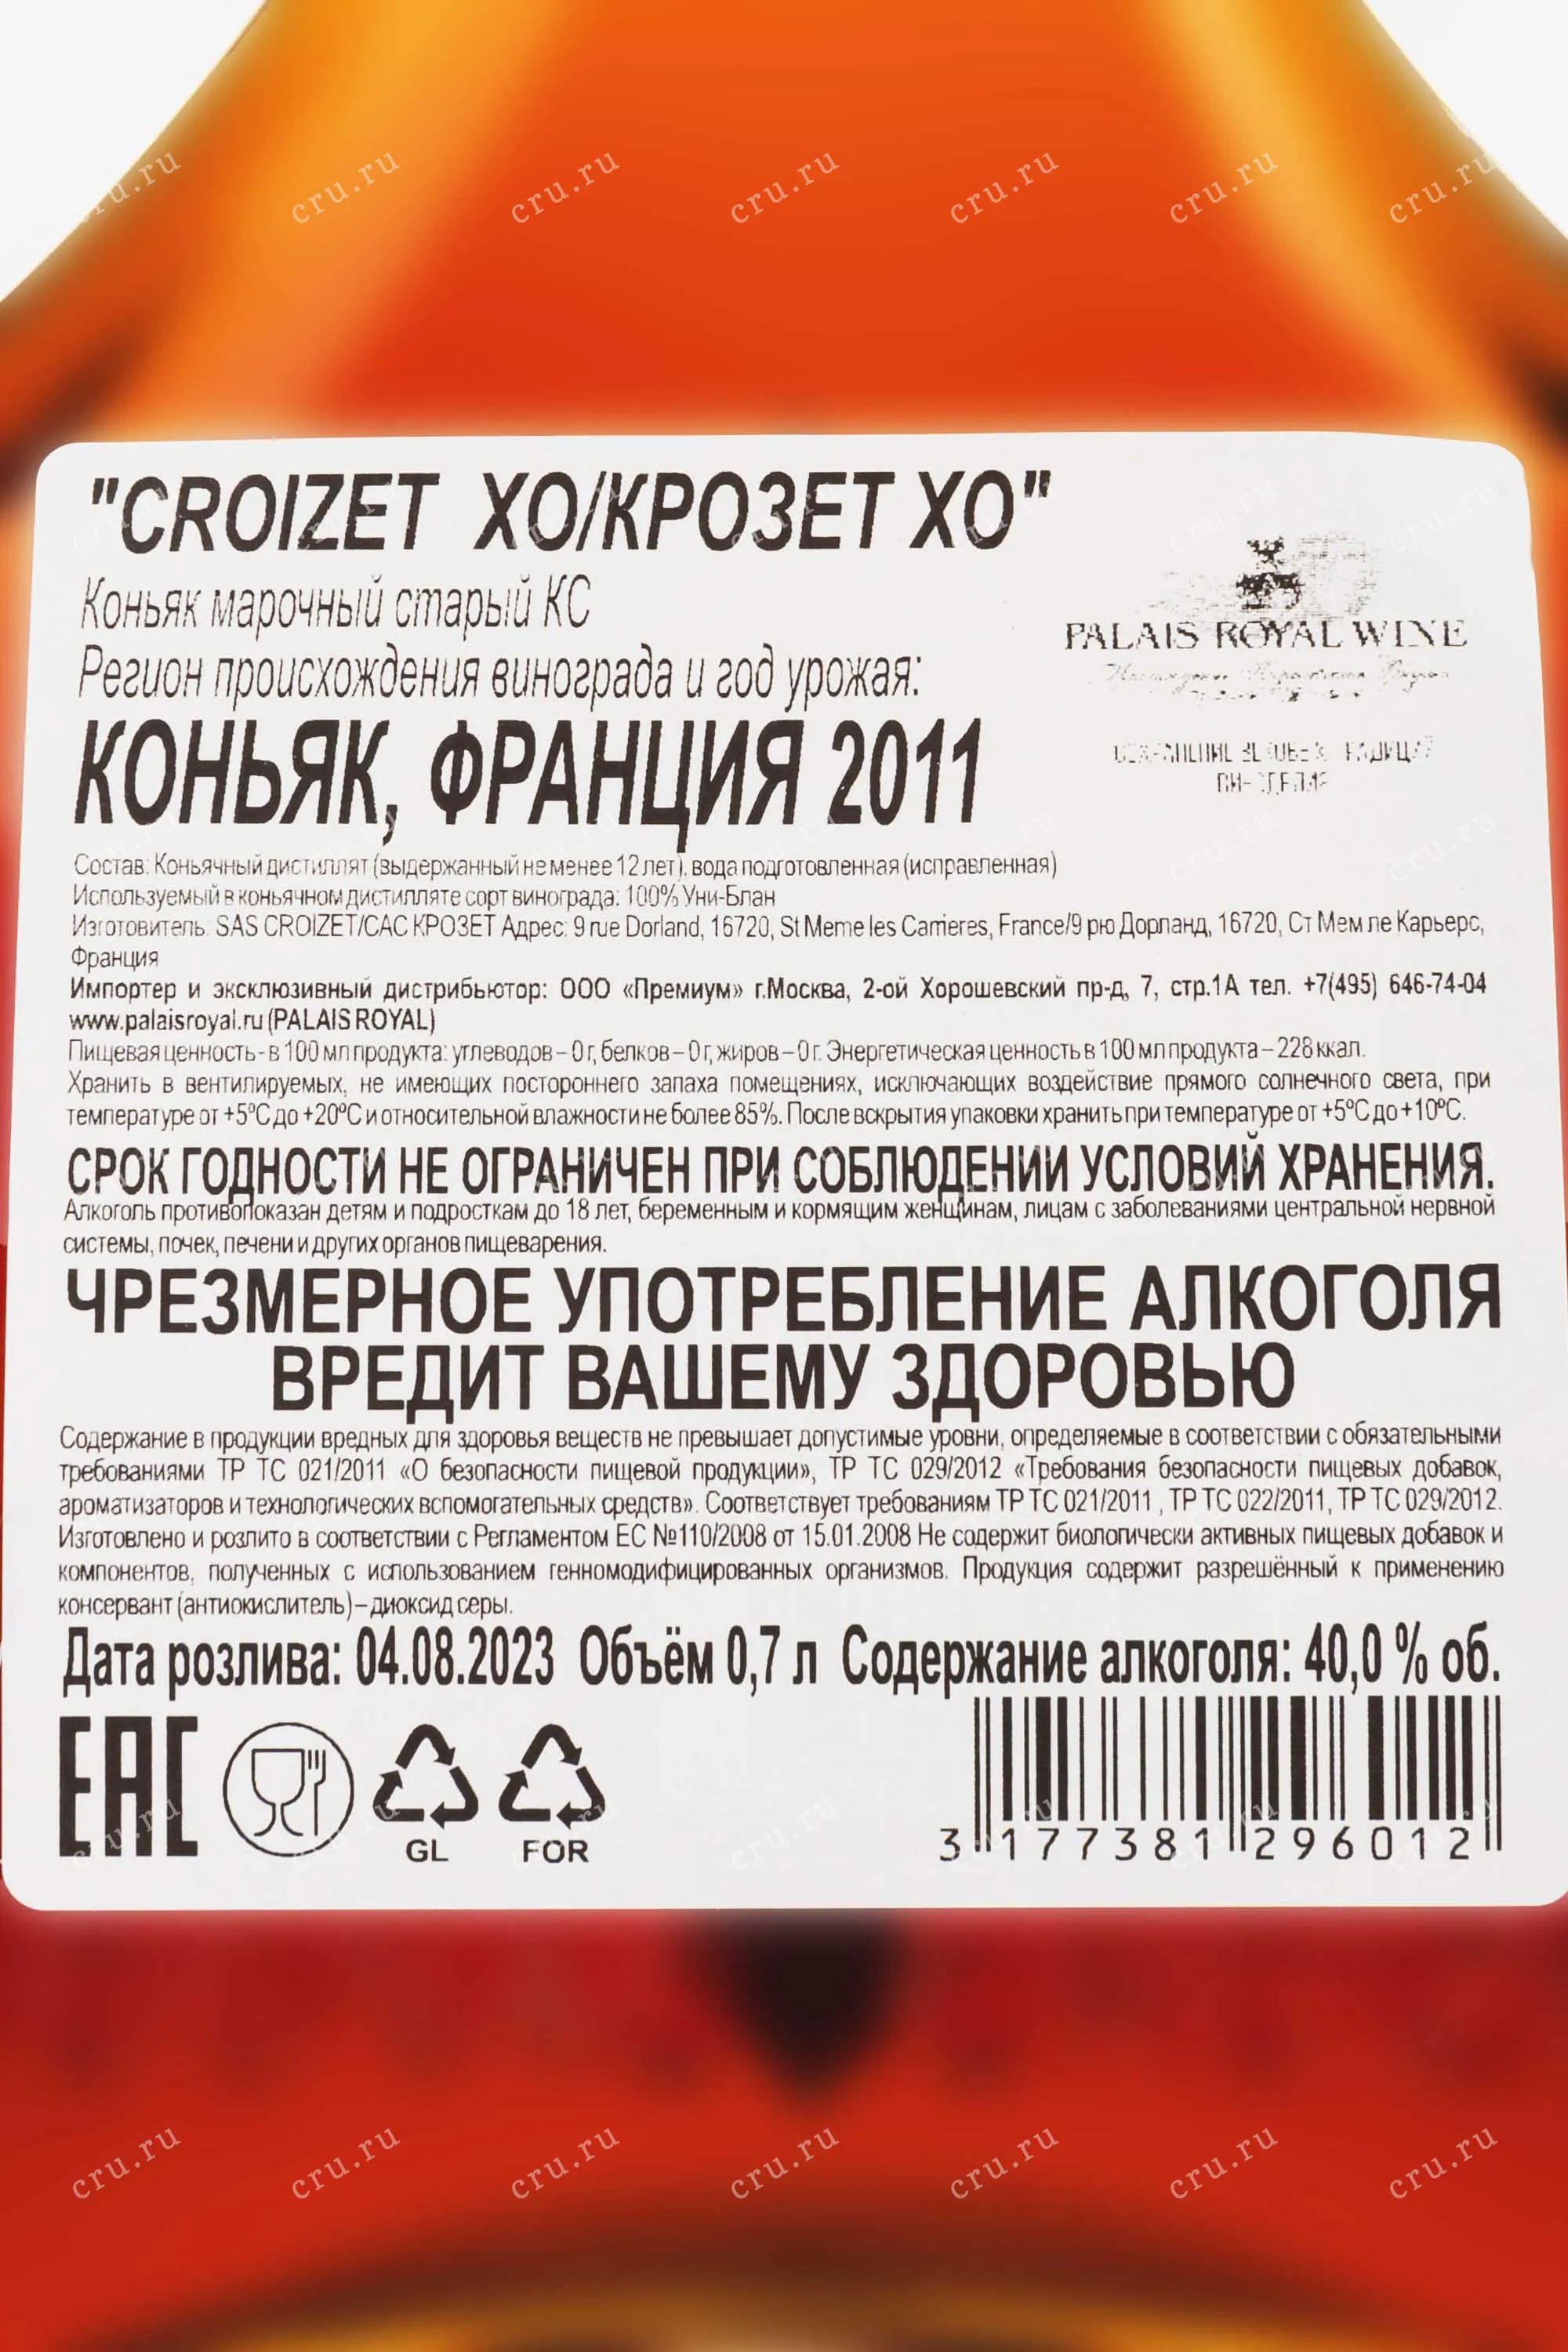 "CROIZET XO/КРОЗЕТ ХО"
Коньяк марочный старый КС
Регион происхождения винограда и год урожая:
КОНЬЯК, ФРАНЦИЯ 2011
PALAIS ROYAL WINE
Состав: Коньячный дистиллят (выдержанный не менее 12 лет), вода подготовленная (исправленная)
Используемый в коньячном дистилляте сорт винограда: 100% Уни-Блан
Изготовитель: SAS CROIZET/САС КРОЗЕТ Адрес: 9 rue Dorland, 16720, St Meme les Carrieres, France/9 рю Дорланд, 16720, Ст Мем ле Карьерс,
Франция
Импортер и эксклюзивный дистрибьютор: ООО «Премиум» г.Москва, 2-ой Хорошевский пр-д, 7, стр.1А тел. +7(495) 646-74-04
www.palaisroyal.ru (PALAIS ROYAL)
Пищевая ценность - в 100 мл продукта: углеводов – 0 г, белков – 0 г, жиров – 0 г. Энергетическая ценность в 100 мл продукта – 228 ккал.
Хранить в вентилируемых, не имеющих постороннего запаха помещениях, исключающих воздействие прямого солнечного света, при
температуре от +5ºС до +20ºС и относительной влажности не более 85%. После вскрытия упаковки хранить при температуре от +5ºС до +10ºС.
СРОК ГОДНОСТИ НЕ ОГРАНИЧЕН ПРИ СОБЛЮДЕНИИ УСЛОВИЙ ХРАНЕНИЯ.
Алкоголь противопоказан детям и подросткам до 18 лет, беременным и кормящим женщинам, лицам с заболеваниями центральной нервной
системы, почек, печени и других органов пищеварения.
ЧРЕЗМЕРНОЕ УПОТРЕБЛЕНИЕ АЛКОГОЛЯ
ВРЕДИТ ВАШЕМУ ЗДОРОВЬЮ
Содержание в продукции вредных для здоровья веществ не превышает допустимые уровни, определяемые в соответствии с обязательными
требованиями ТР ТС 021/2011 «О безопасности пищевой продукции», ТР ТС 029/2012 «Требования безопасности пищевых добавок,
ароматизаторов и технологических вспомогательных средств». Соответствует требованиям ТР ТС 021/2011 , ТР ТС 022/2011, ТР ТС 029/2012.
Изготовлено и розлито в соответствии с Регламентом ЕС №110/2008 от 15.01.2008 Не содержит биологически активных пищевых добавок и
компонентов, полученных с использованием генномодифицированных организмов. Продукция содержит разрешённый к применению
консервант (антиокислитель) – диоксид серы.
Дата розлива: 04.08.2023 Объём 0,7 л Содержание алкоголя: 40,0 % об.
EAC
GL
FOR
3 177381 296012
cru.ru